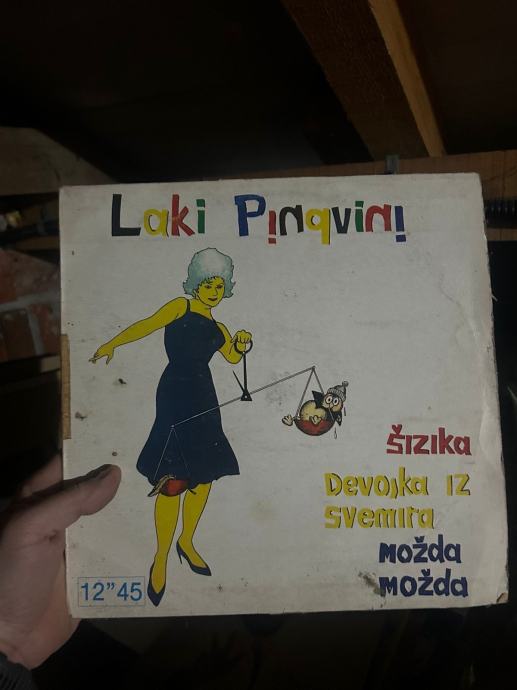 Laki Pingvini
Šizika
Devojka iz
svemira
možda
možda
12" 45